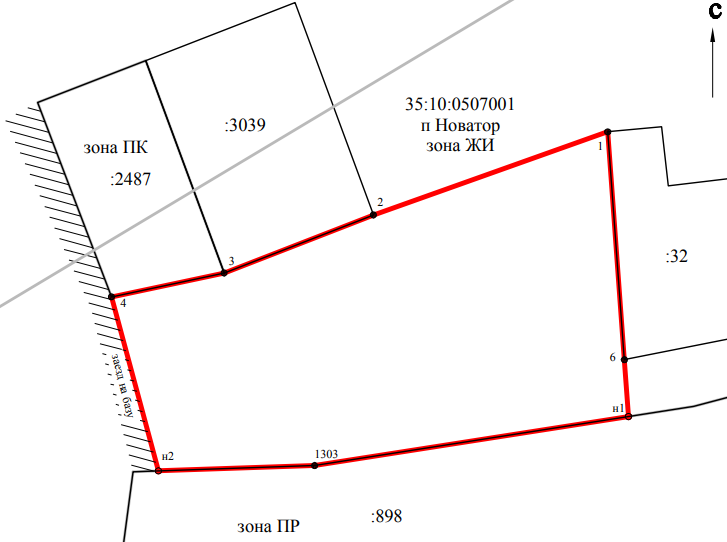 С
35:10:0507001
п Новатор
зона ЖИ
:3039
зона ПК
:2487
1
2
3
4
:32
6
заезд на базу
н1
н2
1303
зона ПР
:898